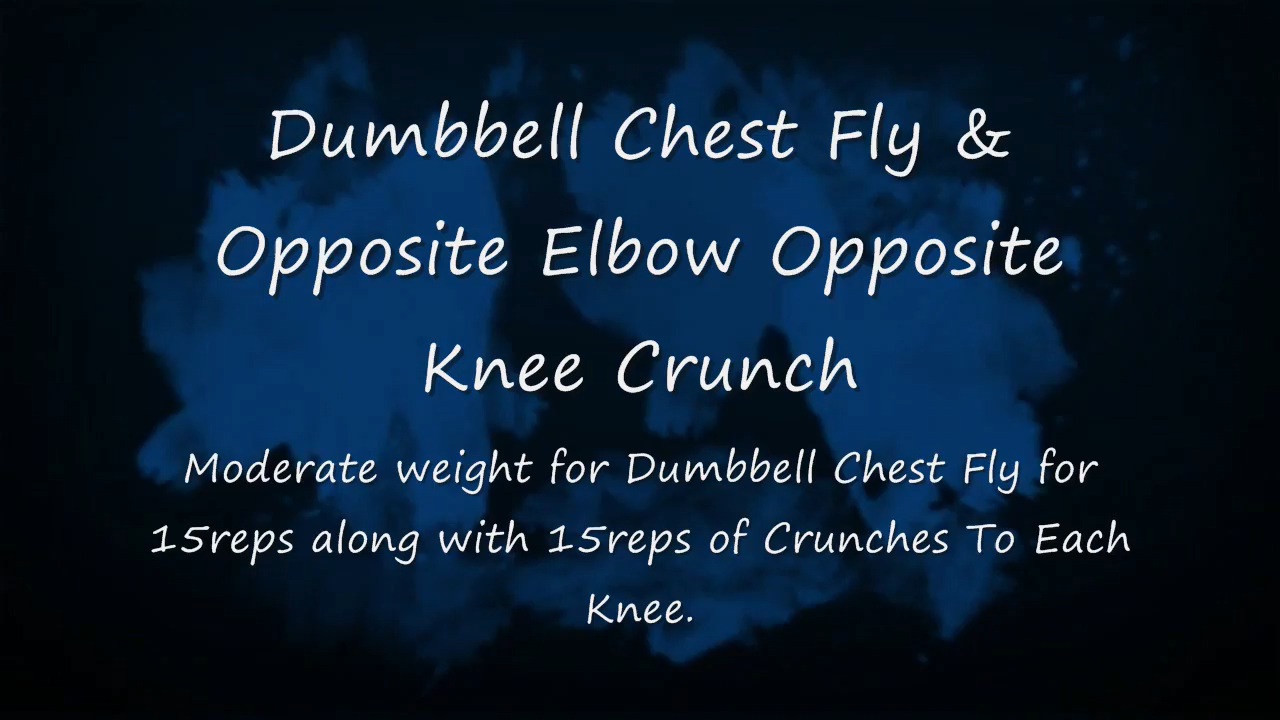 Dumbbell Chest Fly &
Opposite Elbow Opposite
Knee Crunch
Moderate weight for Dumbbell Chest Fly for
15reps along with 15reps of Crunches To Each
Knee.